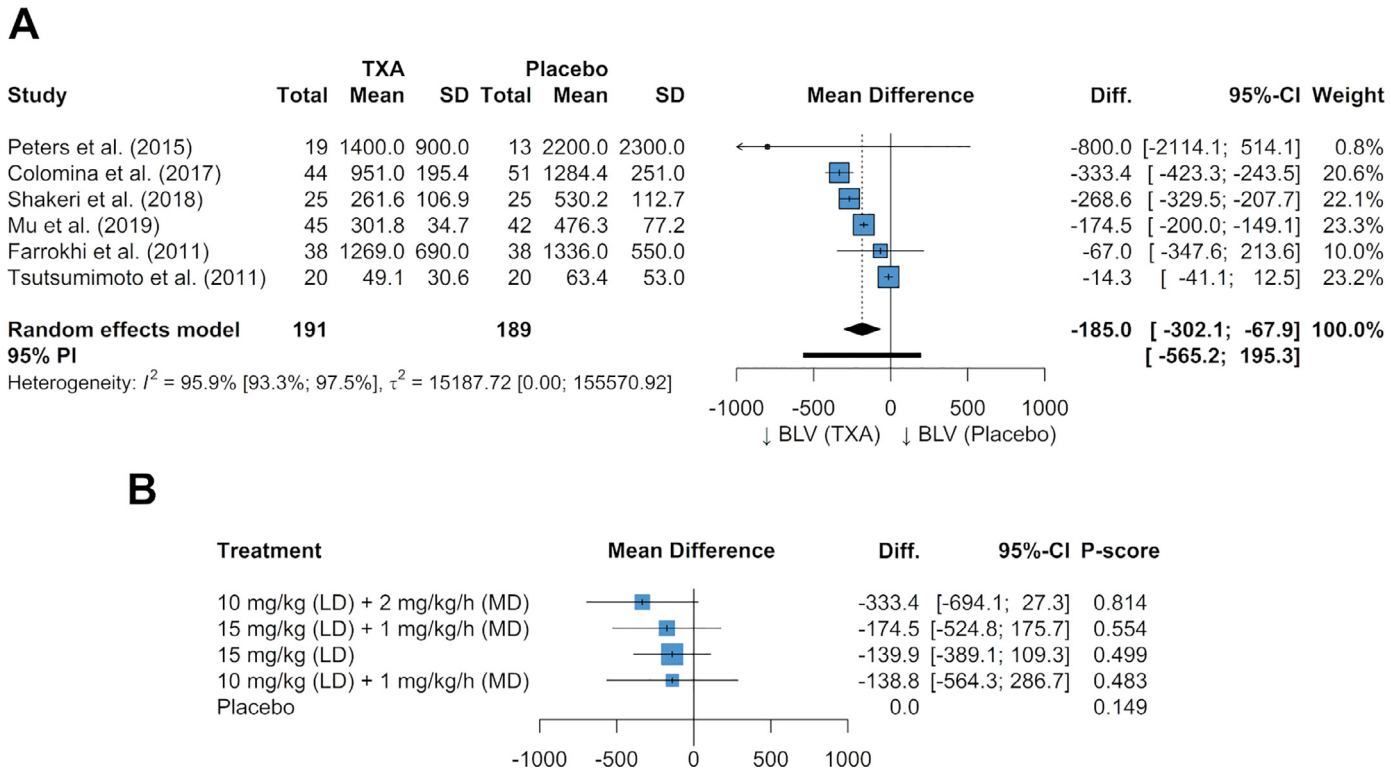 A
TXA Placebo
Study Total Mean SD Total Mean SD Mean Difference Diff. 95%-CI Weight
Peters et al. (2015) 19 1400.0 900.0 13 2200.0 2300.0 -800.0 [-2114.1; 514.1] 0.8%
Colomina et al. (2017) 44 951.0 195.4 51 1284.4 251.0 -333.4 [ -423.3; -243.5] 20.6%
Shakeri et al. (2018) 25 261.6 106.9 25 530.2 112.7 -268.6 [ -329.5; -207.7] 22.1%
Mu et al. (2019) 45 301.8 34.7 42 476.3 77.2 -174.5 [ -200.0; -149.1] 23.3%
Farrokhi et al. (2011) 38 1269.0 690.0 38 1336.0 550.0 -67.0 [ -347.6; 213.6] 10.0%
Tsutsumimoto et al. (2011) 20 49.1 30.6 20 63.4 53.0 -14.3 [ -41.1; 12.5] 23.2%
Random effects model 191 189 -185.0 [ -302.1; -67.9] 100.0%
95% PI [ -565.2; 195.3]
Heterogeneity: I² = 95.9% [93.3%; 97.5%], τ² = 15187.72 [0.00; 155570.92]
-1000 -500 0 500 1000
↓ BLV (TXA) ↓ BLV (Placebo)
B
Treatment Mean Difference Diff. 95%-CI P-score
10 mg/kg (LD) + 2 mg/kg/h (MD) -333.4 [-694.1; 27.3] 0.814
15 mg/kg (LD) + 1 mg/kg/h (MD) -174.5 [-524.8; 175.7] 0.554
15 mg/kg (LD) -139.9 [-389.1; 109.3] 0.499
10 mg/kg (LD) + 1 mg/kg/h (MD) -138.8 [-564.3; 286.7] 0.483
Placebo 0.0 0.149
-1000 -500 0 500 1000